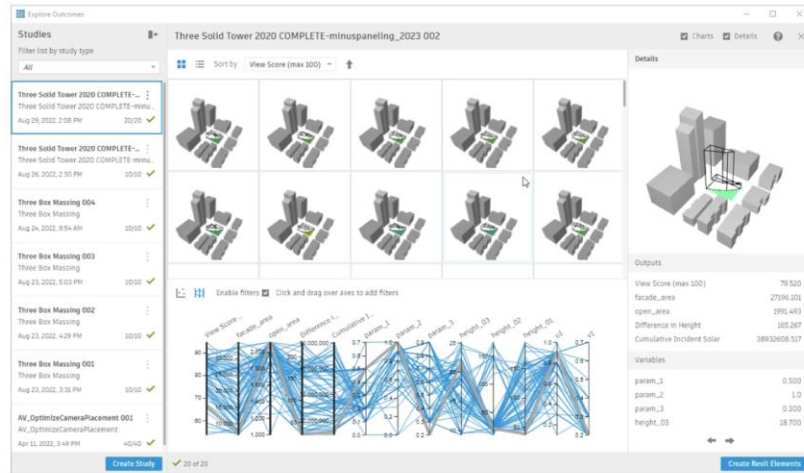 Explore Outcomes
Studies
Filter list by study type
All
Three Solid Tower 2020 COMPLETE-...
Three Solid Tower 2020 COMPLETE-minu...
Aug 29, 2022, 2:08 PM 20/20
Three Solid Tower 2020 COMPLETE-...
Three Solid Tower 2020 COMPLETE-minu...
Aug 26, 2022, 2:30 PM 10/10
Three Box Massing 004
Three Box Massing
Aug 24, 2022, 9:54 AM 10/10
Three Box Massing 003
Three Box Massing
Aug 23, 2022, 5:03 PM 10/10
Three Box Massing 002
Three Box Massing
Aug 23, 2022, 4:29 PM 10/10
Three Box Massing 001
Three Box Massing
Aug 23, 2022, 3:31 PM 10/10
AV_OptimizeCameraPlacement 001
AV_OptimizeCameraPlacement
Apr 11, 2022, 3:49 PM 40/40
Create Study
Three Solid Tower 2020 COMPLETE-minuspaneling_2023 002
Charts Details
Sort by View Score (max 100)
Enable filters Click and drag over axes to add filters
View Score ... facade_area open_area Difference i... Cumulative I... param_1 param_2 param_3 height_03 height_02 height_01 v1
20 of 20
Details
Outputs
View Score (max 100) 79.520
facade_area 27196.101
open_area 1991.493
Difference in Height 165.267
Cumulative Incident Solar 38932608.517
Variables
param_1 0.500
param_2 1.0
param_3 0.300
height_03 18.700
Create Revit Elements